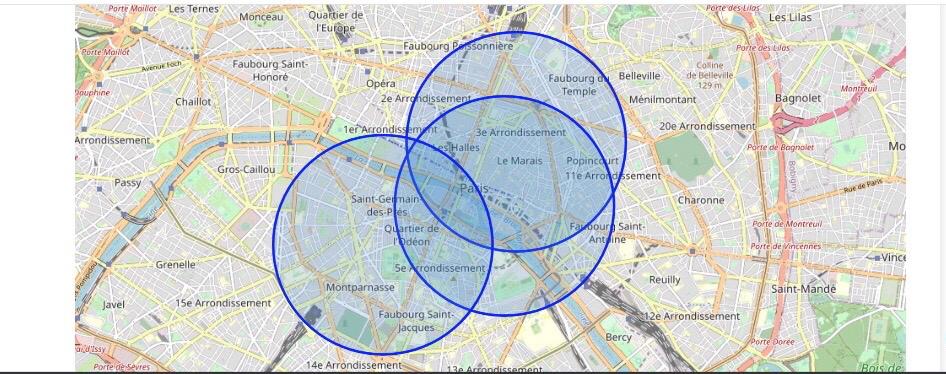 Porte Maillot
Les Ternes
Monceau
Quartier de
l'Europe
Porte des Lilas
Les Lilas
Faubourg Poissonnière
Porte Maillot
Avenue Foch
Faubourg Saint-
Honoré
Opéra
Faubourg du
Temple
Belleville
Porte des Lilas
Colline
de Belleville
129 m
Montreuil
Dauphine
Chaillot
2e Arrondissement
Ménilmontant
Bagnolet
Arrondissement
1er Arrondissement
3e Arrondissement
20e Arrondissement
Les Halles
Porte de Bagnolet
Mo
Gros-Caillou
Le Marais
Popincourt
11e Arrondissement
Bobigny
Passy
Paris
Rue de Paris
Saint-Germain-
des-Prés
Charonne
Quartier de
l'Odéon
Faubourg Saint-
Antoine
Porte de Montreuil
Porte de Vincennes
Vince
Grenelle
5e Arrondissement
Reuilly
Montparnasse
Saint-Mandé
Javel
15e Arrondissement
Faubourg Saint-
Jacques
12e Arrondissement
Bercy
Porte Dorée
14e Arrondissement
13e Arrondissement
Porte de Sèvres
Bois de